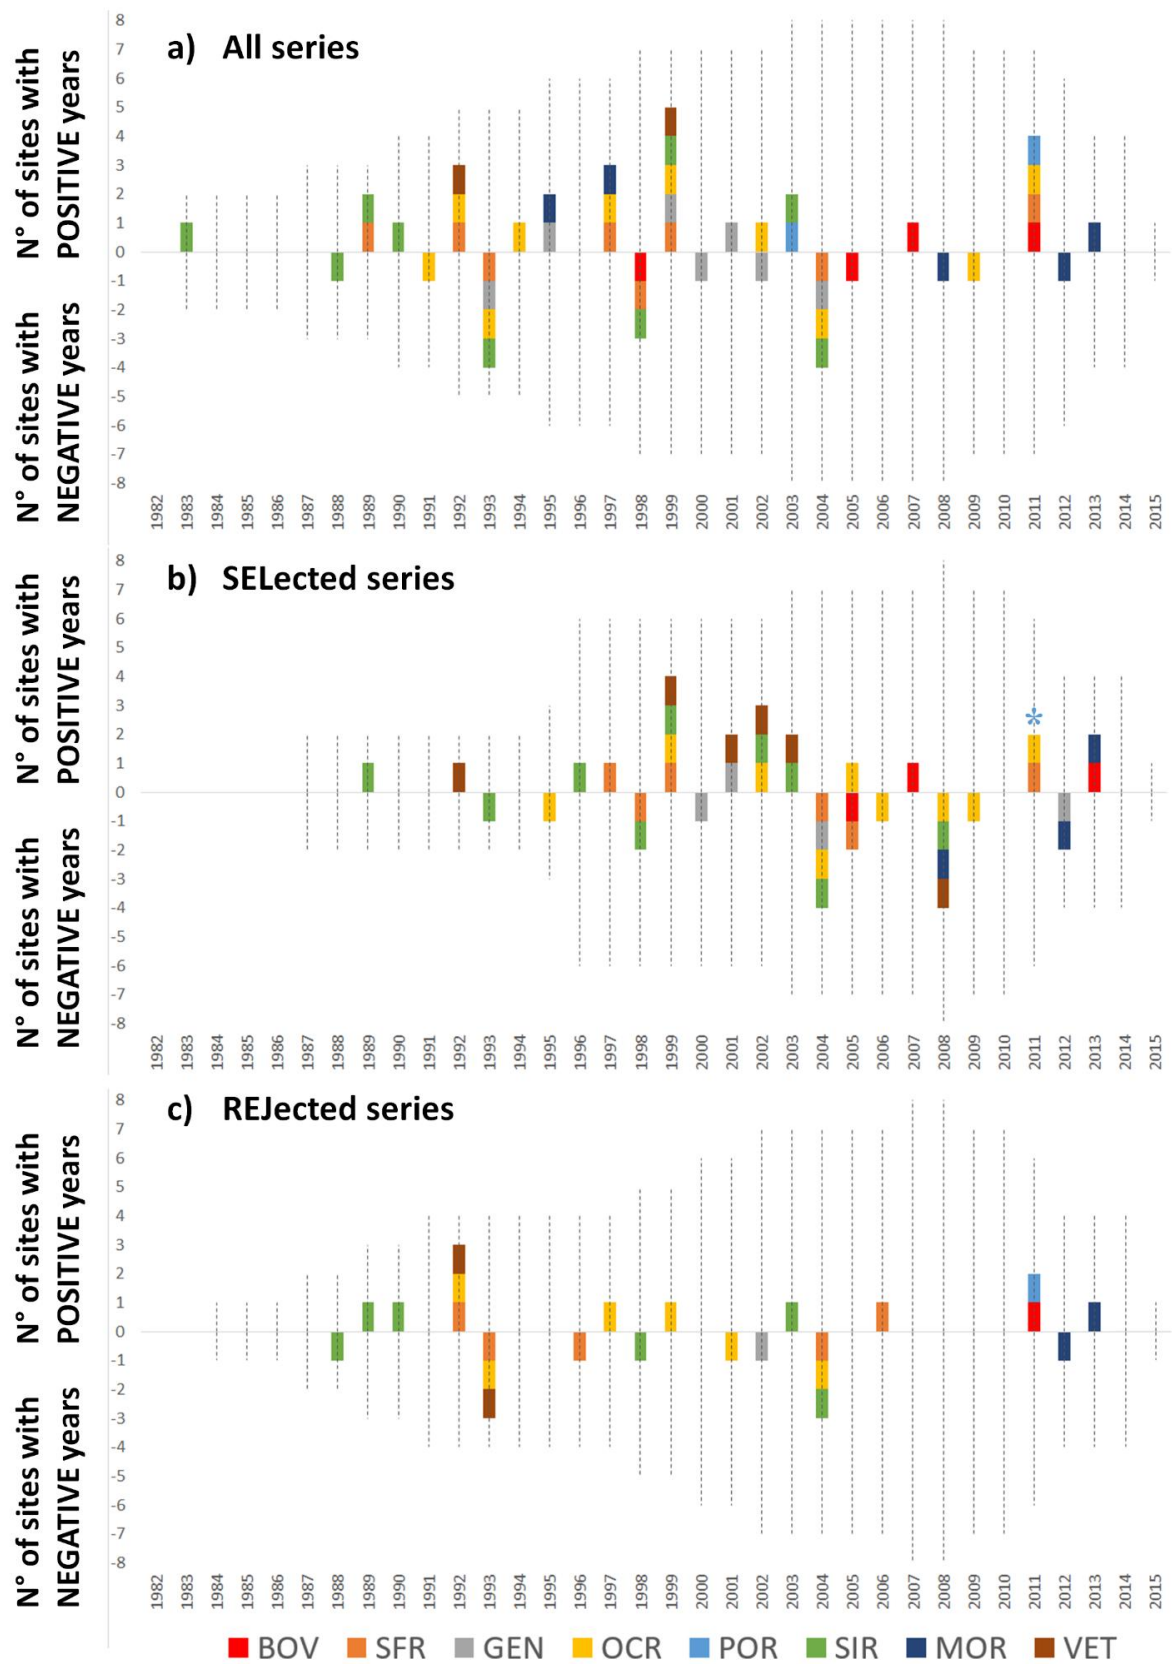 a) All series
N° of sites with
POSITIVE years
N° of sites with
NEGATIVE years
8
7
6
5
4
3
2
1
0
-1
-2
-3
-4
-5
-6
-7
-8
1982 1983 1984 1985 1986 1987 1988 1989 1990 1991 1992 1993 1994 1995 1996 1997 1998 1999 2000 2001 2002 2003 2004 2005 2006 2007 2008 2009 2010 2011 2012 2013 2014 2015
b) SELected series
N° of sites with
POSITIVE years
N° of sites with
NEGATIVE years
8
7
6
5
4
3
2
1
0
-1
-2
-3
-4
-5
-6
-7
-8
*
1982 1983 1984 1985 1986 1987 1988 1989 1990 1991 1992 1993 1994 1995 1996 1997 1998 1999 2000 2001 2002 2003 2004 2005 2006 2007 2008 2009 2010 2011 2012 2013 2014 2015
c) REJected series
N° of sites with
POSITIVE years
N° of sites with
NEGATIVE years
8
7
6
5
4
3
2
1
0
-1
-2
-3
-4
-5
-6
-7
-8
1982 1983 1984 1985 1986 1987 1988 1989 1990 1991 1992 1993 1994 1995 1996 1997 1998 1999 2000 2001 2002 2003 2004 2005 2006 2007 2008 2009 2010 2011 2012 2013 2014 2015
BOV SFR GEN OCR POR SIR MOR VET